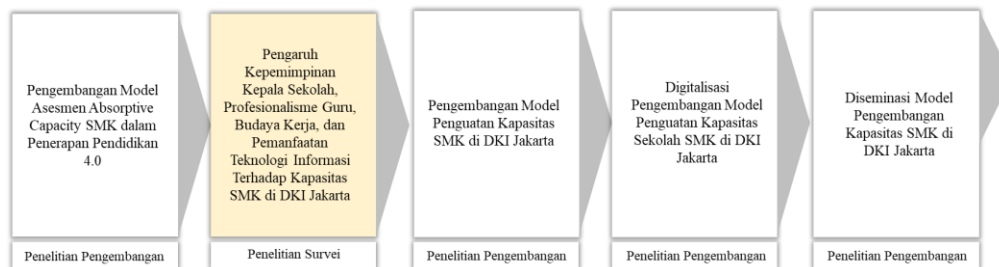 Pengembangan Model
Asesmen Absorptive
Capacity SMK dalam
Penerapan Pendidikan
4.0
Penelitian Pengembangan
Pengaruh
Kepemimpinan
Kepala Sekolah,
Profesionalisme Guru,
Budaya Kerja, dan
Pemanfaatan
Teknologi Informasi
Terhadap Kapasitas
SMK di DKI Jakarta
Penelitian Survei
Pengembangan Model
Penguatan Kapasitas
SMK di DKI Jakarta
Penelitian Pengembangan
Digitalisasi
Pengembangan Model
Penguatan Kapasitas
Sekolah SMK di DKI
Jakarta
Penelitian Pengembangan
Diseminasi Model
Pengembangan
Kapasitas SMK di
DKI Jakarta
Penelitian Pengembangan